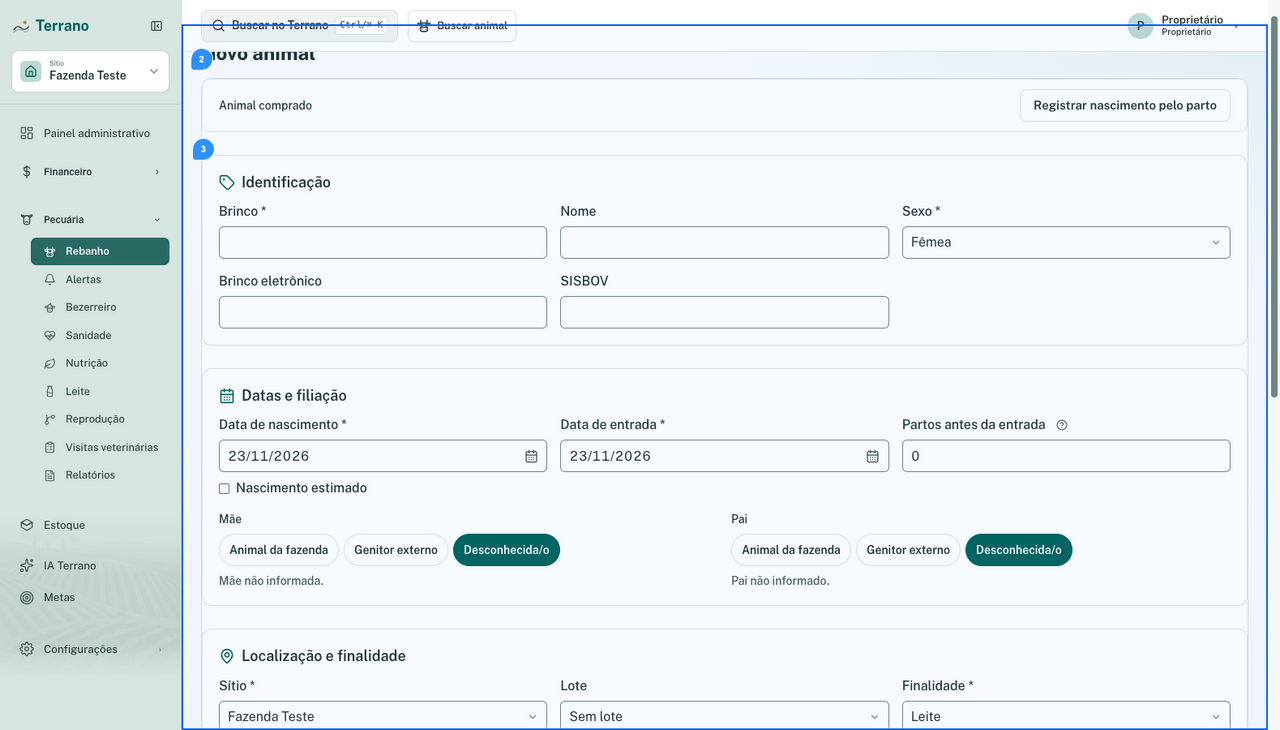 Terrano
Buscar no Terrano Ctrl/⌘ K
Buscar animal
P
Proprietário
Proprietário
Sítio
Fazenda Teste
Painel administrativo
Financeiro
Pecuária
Rebanho
Alertas
Bezerreiro
Sanidade
Nutrição
Leite
Reprodução
Visitas veterinárias
Relatórios
Estoque
IA Terrano
Metas
Configurações
2
ovo animal
Animal comprado
Registrar nascimento pelo parto
3
Identificação
Brinco *
Nome
Sexo *
Fêmea
Brinco eletrônico
SISBOV
Datas e filiação
Data de nascimento *
Data de entrada *
Partos antes da entrada
23/11/2026
23/11/2026
0
Nascimento estimado
Mãe
Pai
Animal da fazenda
Genitor externo
Desconhecida/o
Animal da fazenda
Genitor externo
Desconhecida/o
Mãe não informada.
Pai não informado.
Localização e finalidade
Sítio *
Lote
Finalidade *
Fazenda Teste
Sem lote
Leite